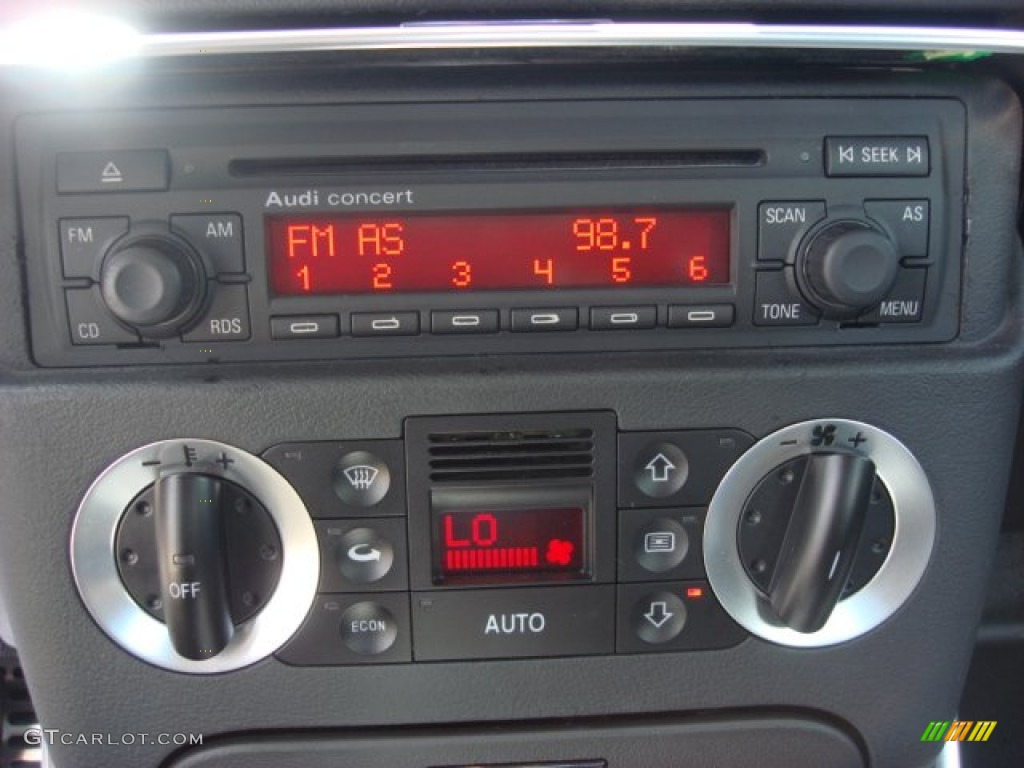 SEEK
Audi concert
FM AM
SCAN AS
FM AS 98.7
1 2 3 4 5 6
CD RDS
TONE MENU
- +
- +
LO
OFF
ECON
AUTO
GTCARLOT.COM